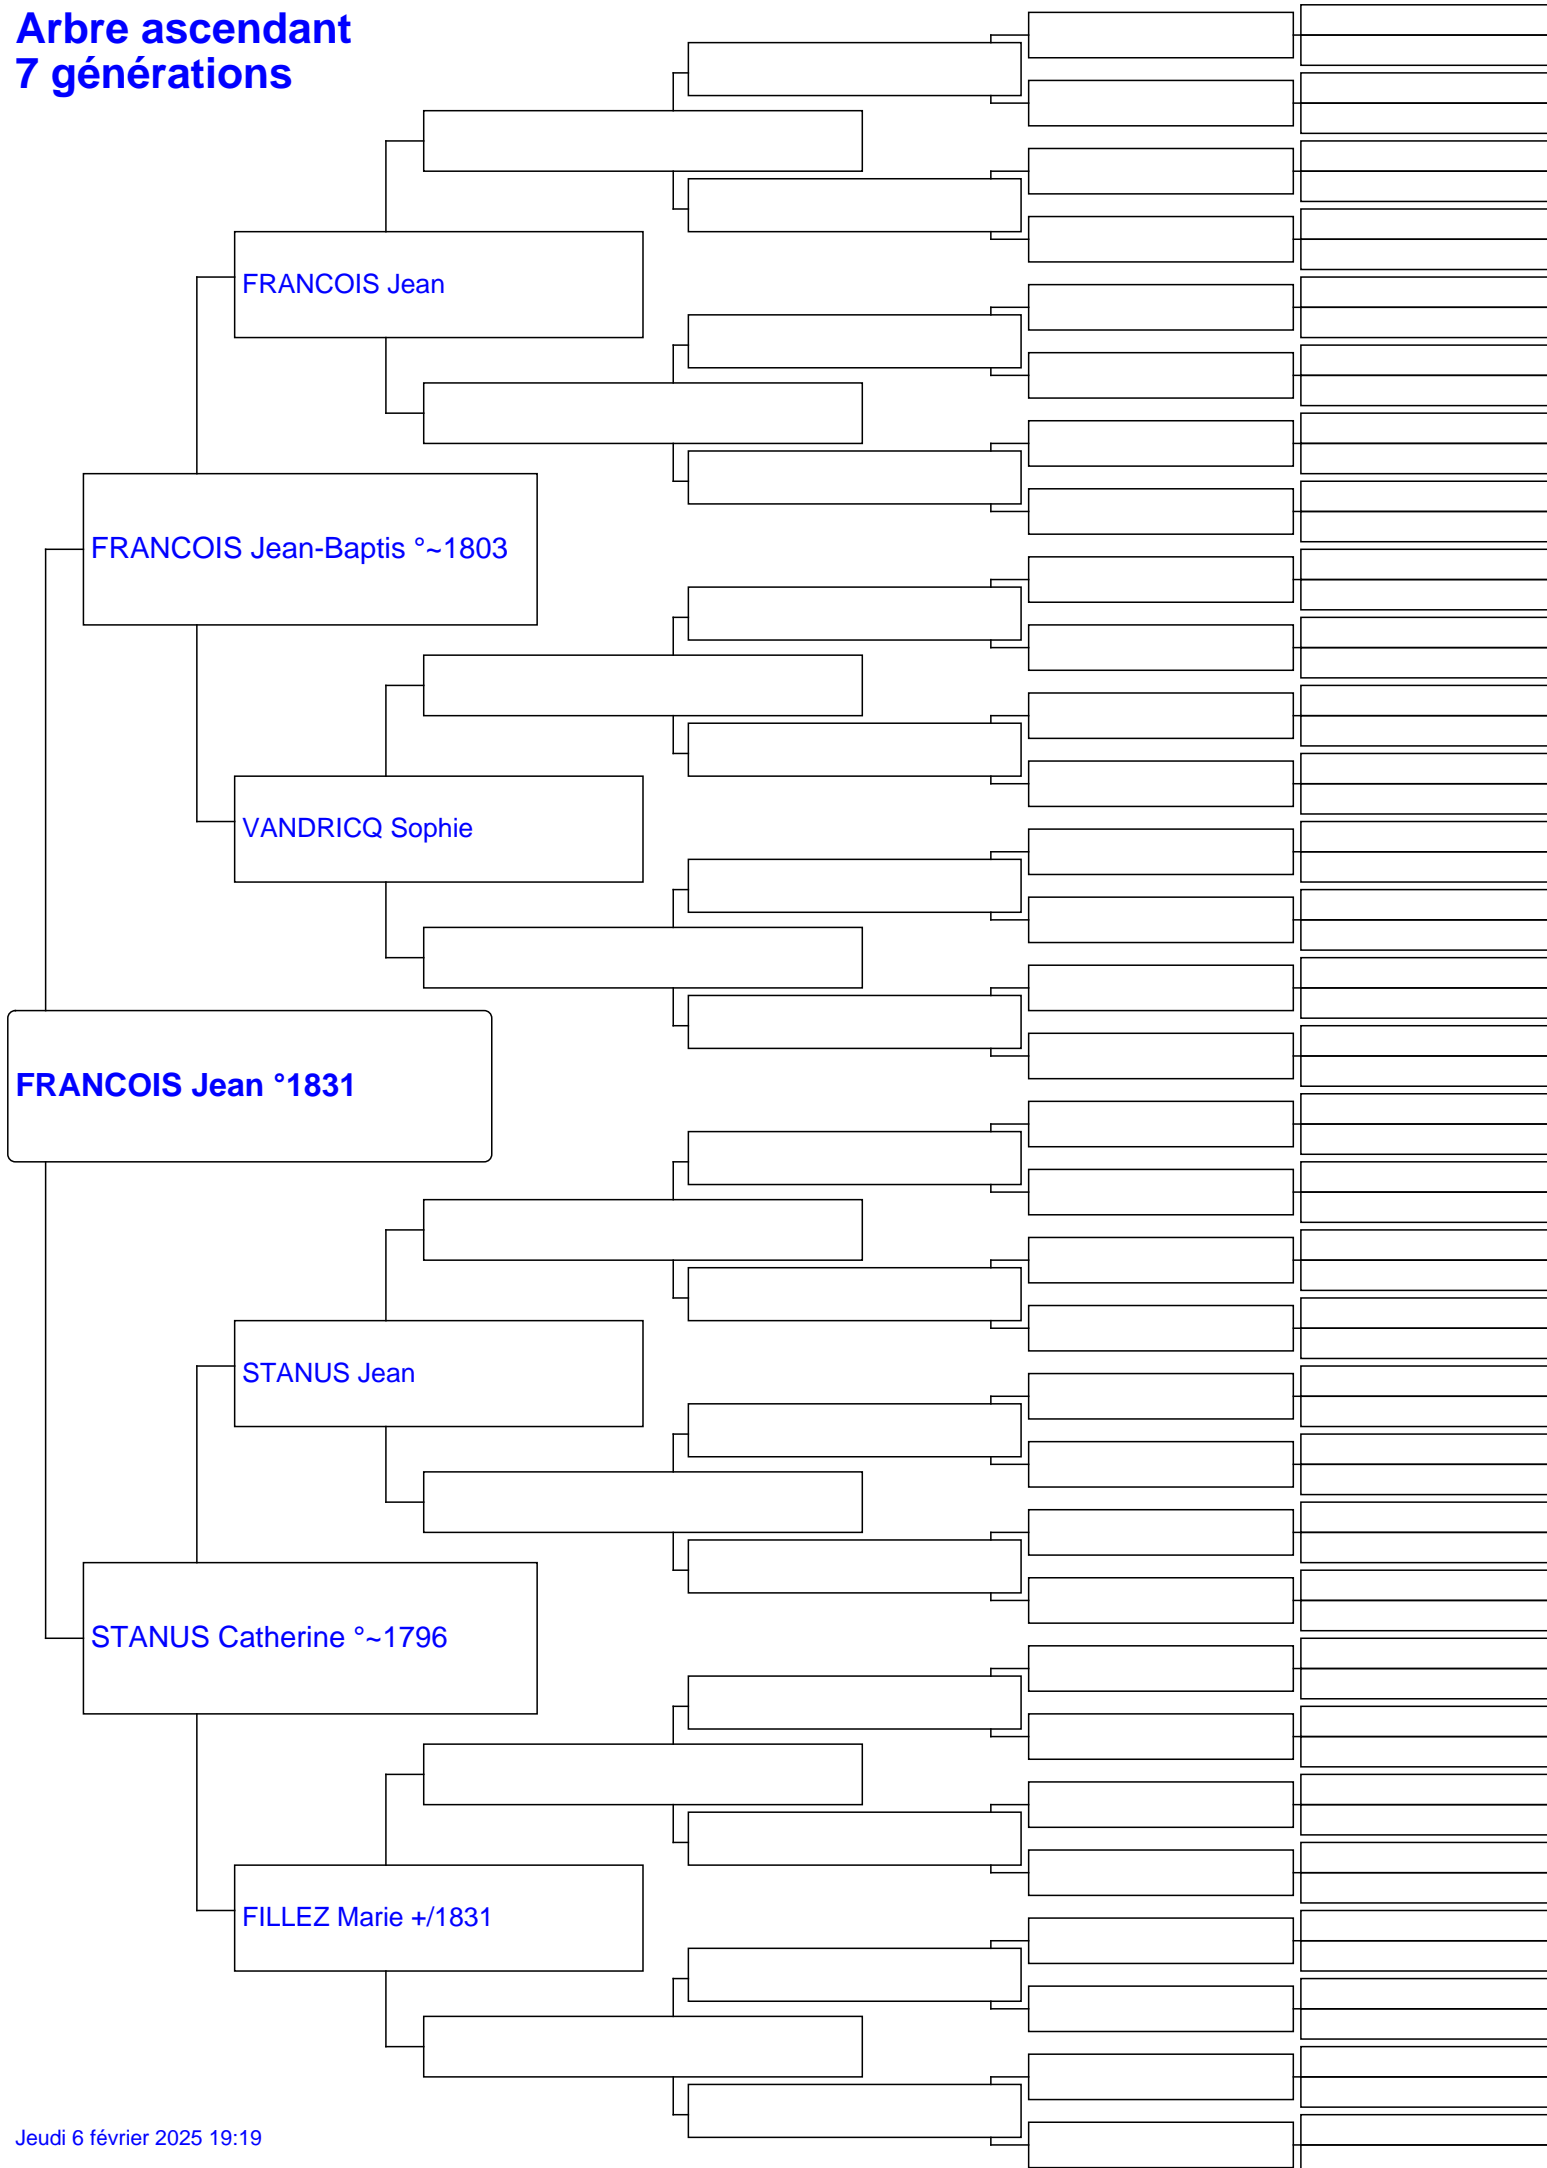 Arbre ascendant
7 générations
FRANCOIS Jean
FRANCOIS Jean-Baptis °~1803
VANDRICQ Sophie
FRANCOIS Jean °1831
STANUS Jean
STANUS Catherine °~1796
FILLEZ Marie +/1831
Jeudi 6 février 2025 19:19